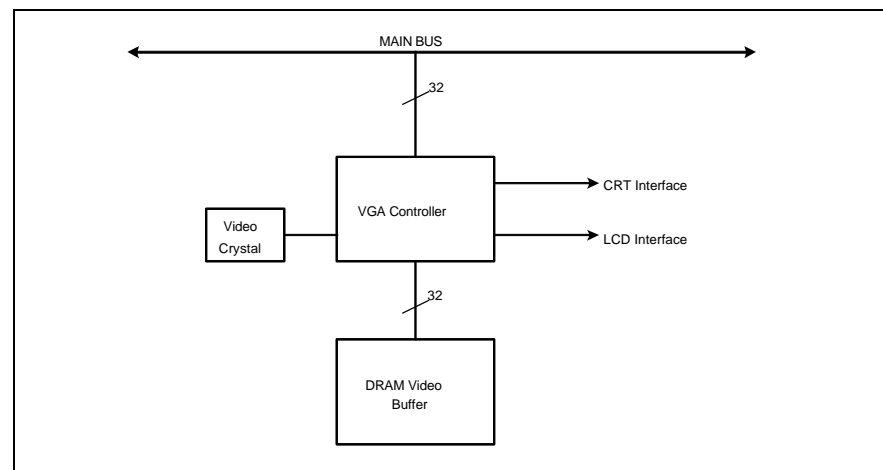 MAIN BUS
32
CRT Interface
VGA Controller
Video
Crystal
LCD Interface
32
DRAM Video
Buffer